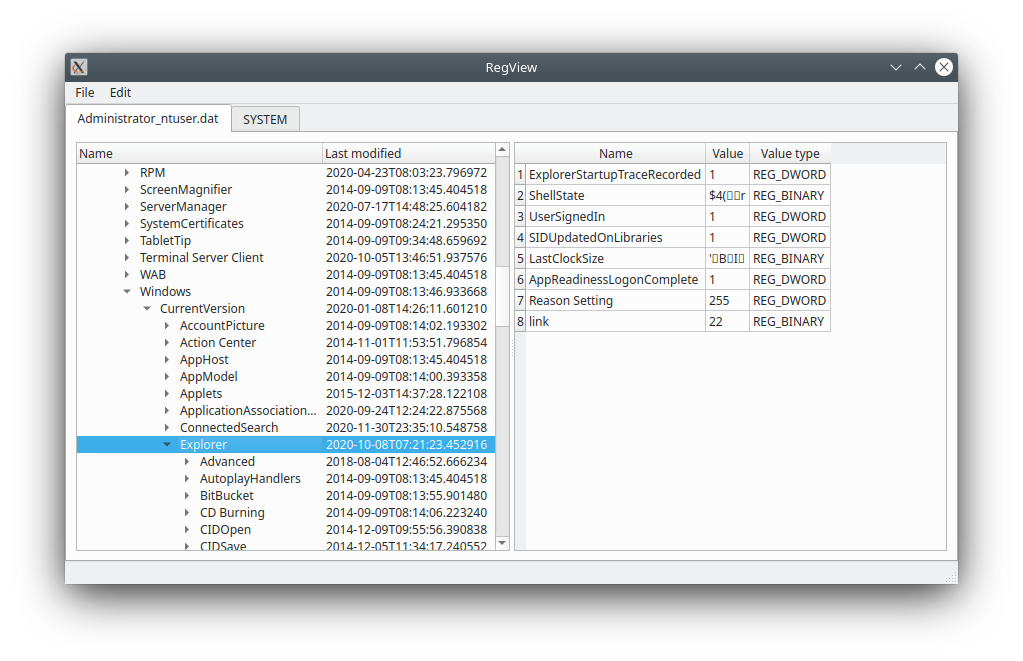 RegView
File Edit
Administrator_ntuser.dat SYSTEM
Name Last modified
RPM 2020-04-23T08:03:23.796972
ScreenMagnifier 2014-09-09T08:13:45.404518
ServerManager 2020-07-17T14:48:25.604182
SystemCertificates 2014-09-09T08:24:21.295350
TabletTip 2014-09-09T09:34:48.659692
Terminal Server Client 2020-10-05T13:46:51.937576
WAB 2014-09-09T08:13:45.404518
Windows 2014-09-09T08:13:46.933668
CurrentVersion 2020-01-08T14:26:11.601210
AccountPicture 2014-09-09T08:14:02.193302
Action Center 2014-11-01T11:53:51.796854
AppHost 2014-09-09T08:13:45.404518
AppModel 2014-09-09T08:14:00.393358
Applets 2015-12-03T14:37:28.122108
ApplicationAssociation... 2020-09-24T12:24:22.875568
ConnectedSearch 2020-11-30T23:35:10.548758
Explorer 2020-10-08T07:21:23.452916
Advanced 2018-08-04T12:46:52.666234
AutoplayHandlers 2014-09-09T08:13:45.404518
BitBucket 2014-09-09T08:13:55.901480
CD Burning 2014-09-09T08:14:06.223240
CIDOpen 2014-12-09T09:55:56.390838
CIDSave 2014-12-05T11:34:17.240552
Name Value Value type
1 ExplorerStartupTraceRecorded 1 REG_DWORD
2 ShellState $4(▯▯r REG_BINARY
3 UserSignedIn 1 REG_DWORD
4 SIDUpdatedOnLibraries 1 REG_DWORD
5 LastClockSize '▯B▯I▯ REG_BINARY
6 AppReadinessLogonComplete 1 REG_DWORD
7 Reason Setting 255 REG_DWORD
8 link 22 REG_BINARY